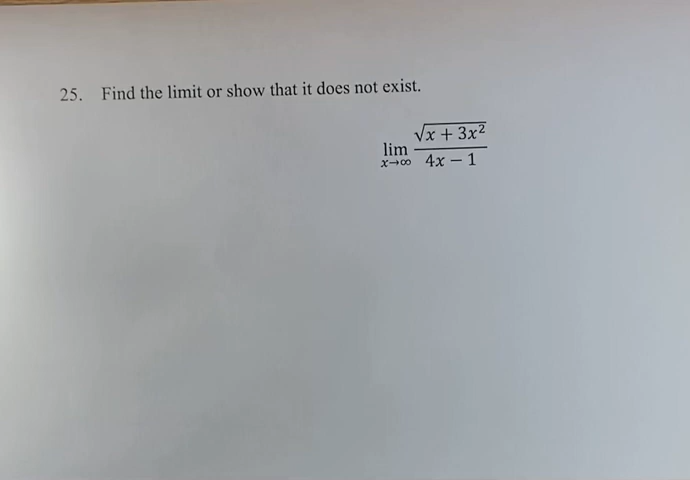 25. Find the limit or show that it does not exist.
lim x→∞ √x + 3x² / 4x − 1